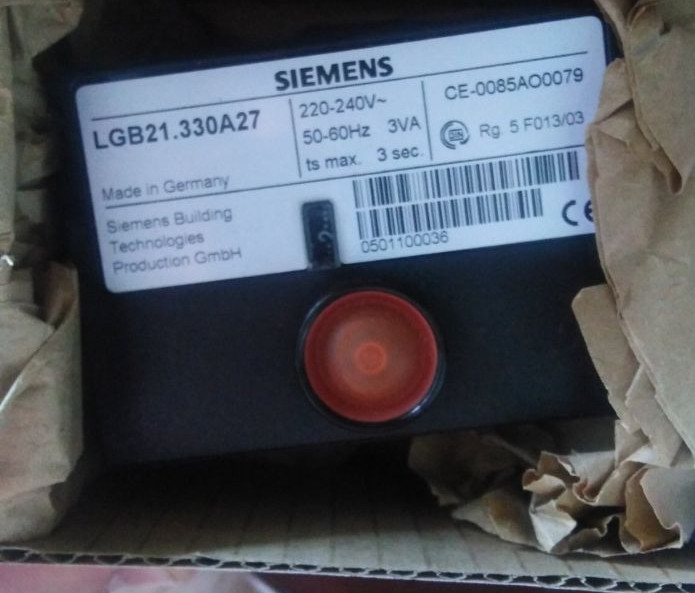 SIEMENS
LGB21.330A27
220-240V~
50-60Hz 3VA
ts max. 3 sec.
CE-0085AO0079
Rg. 5 F013/03
Made in Germany
Siemens Building
Technologies
Production GmbH
0501100036
CE